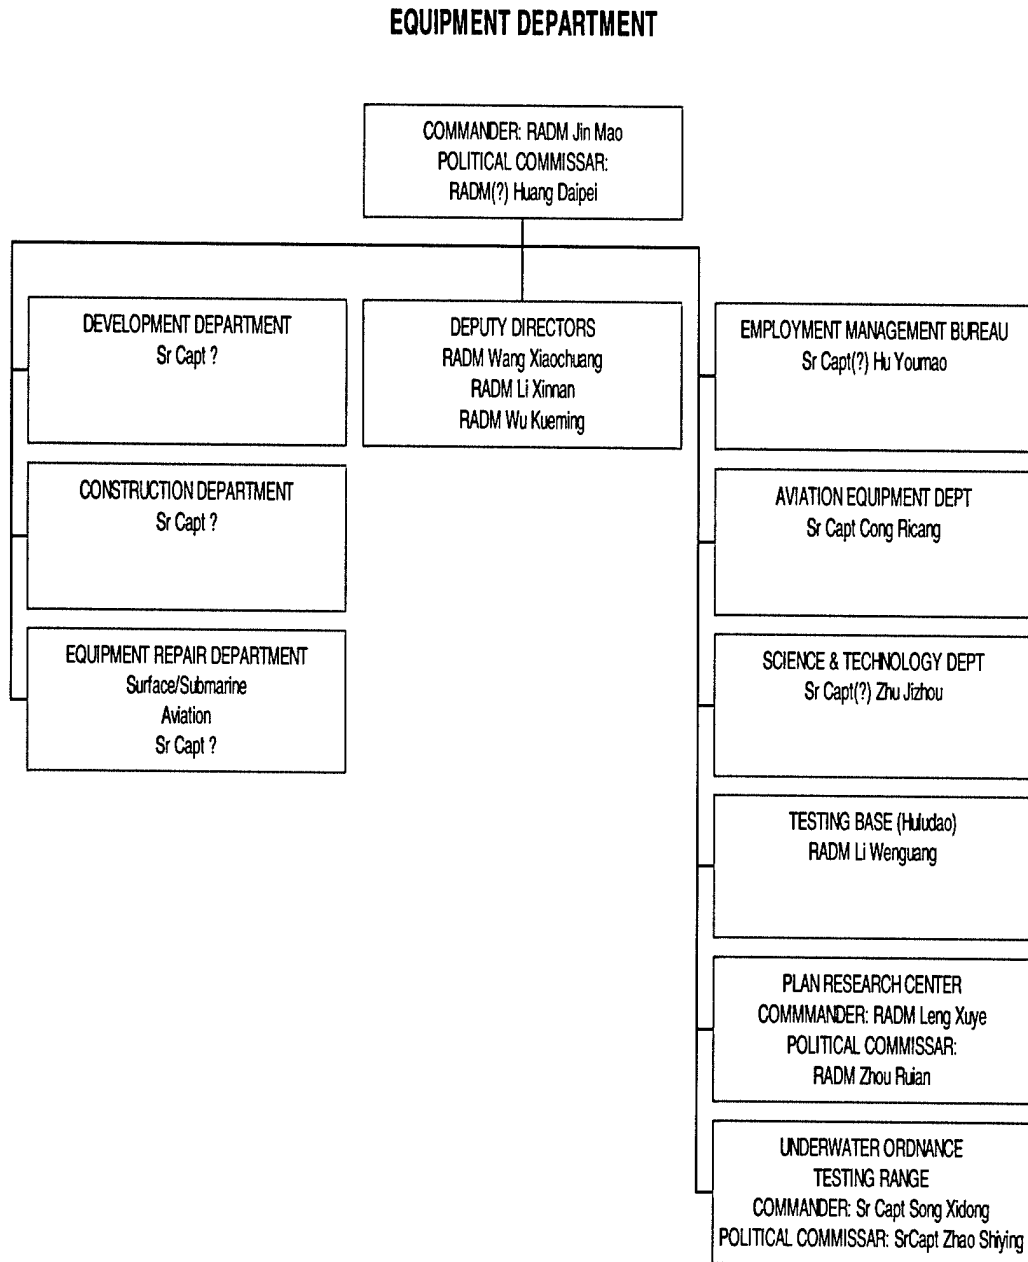 EQUIPMENT DEPARTMENT
COMMANDER: RADM Jin Mao
POLITICAL COMMISSAR:
RADM(?) Huang Daipei
DEVELOPMENT DEPARTMENT
Sr Capt ?
CONSTRUCTION DEPARTMENT
Sr Capt ?
EQUIPMENT REPAIR DEPARTMENT
Surface/Submarine
Aviation
Sr Capt ?
DEPUTY DIRECTORS
RADM Wang Xiaochuang
RADM Li Xinnan
RADM Wu Kueming
EMPLOYMENT MANAGEMENT BUREAU
Sr Capt(?) Hu Youmao
AVIATION EQUIPMENT DEPT
Sr Capt Cong Ricang
SCIENCE & TECHNOLOGY DEPT
Sr Capt(?) Zhu Jizhou
TESTING BASE (Huludao)
RADM Li Wenguang
PLAN RESEARCH CENTER
COMMMANDER: RADM Leng Xuye
POLITICAL COMMISSAR:
RADM Zhou Ruian
UNDERWATER ORDNANCE
TESTING RANGE
COMMANDER: Sr Capt Song Xidong
POLITICAL COMMISSAR: SrCapt Zhao Shiying